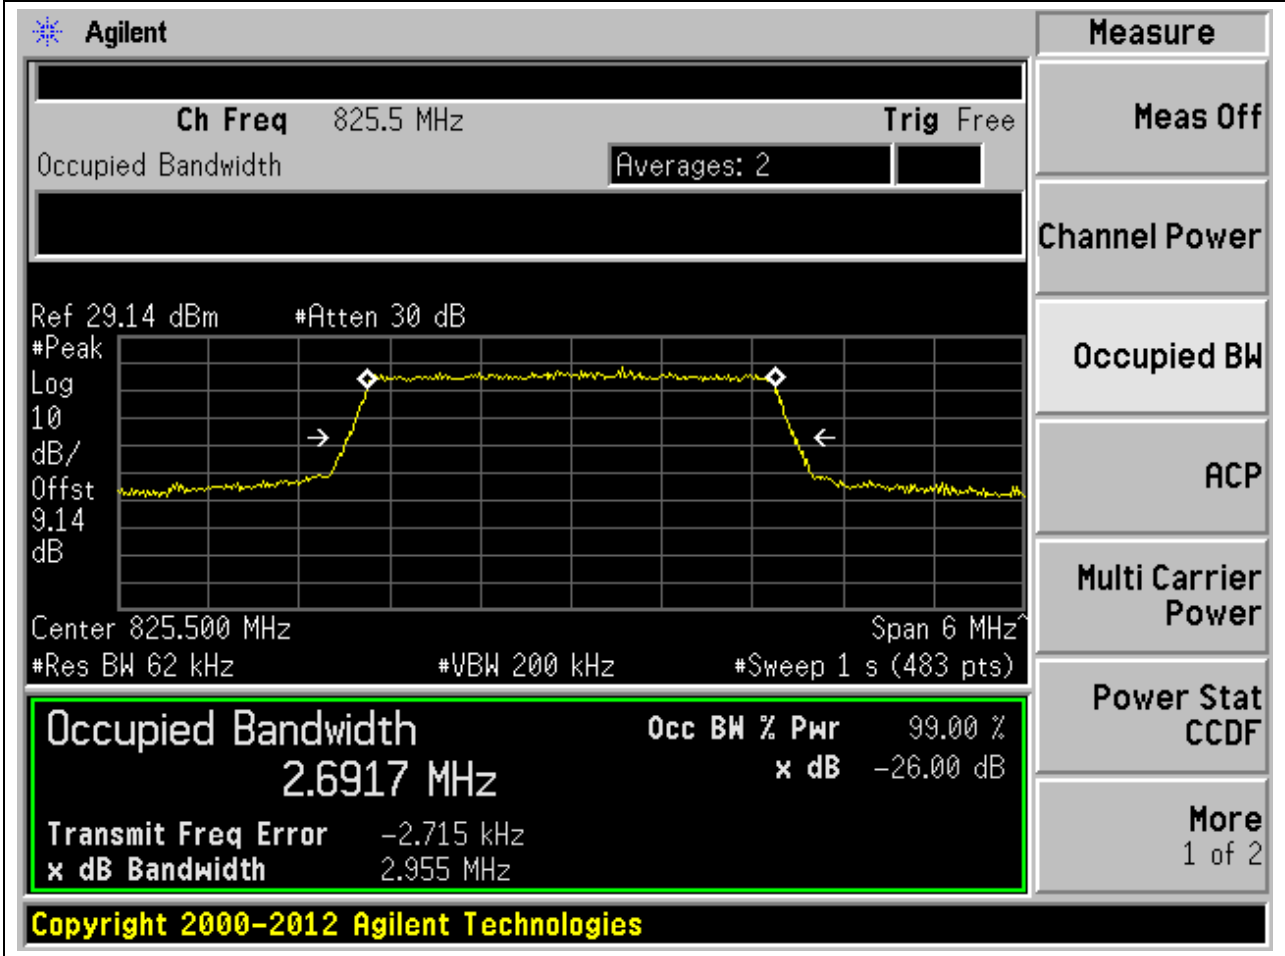 Agilent
Measure
Ch Freq 825.5 MHz Trig Free
Occupied Bandwidth Averages: 2
Meas Off
Channel Power
Occupied BW
ACP
Multi Carrier
Power
Power Stat
CCDF
More
1 of 2
Ref 29.14 dBm #Atten 30 dB
#Peak
Log
10
dB/
Offst
9.14
dB
Center 825.500 MHz Span 6 MHz^
#Res BW 62 kHz #VBW 200 kHz #Sweep 1 s (483 pts)
Occupied Bandwidth Occ BW % Pwr 99.00 %
2.6917 MHz x dB -26.00 dB
Transmit Freq Error -2.715 kHz
x dB Bandwidth 2.955 MHz
Copyright 2000-2012 Agilent Technologies